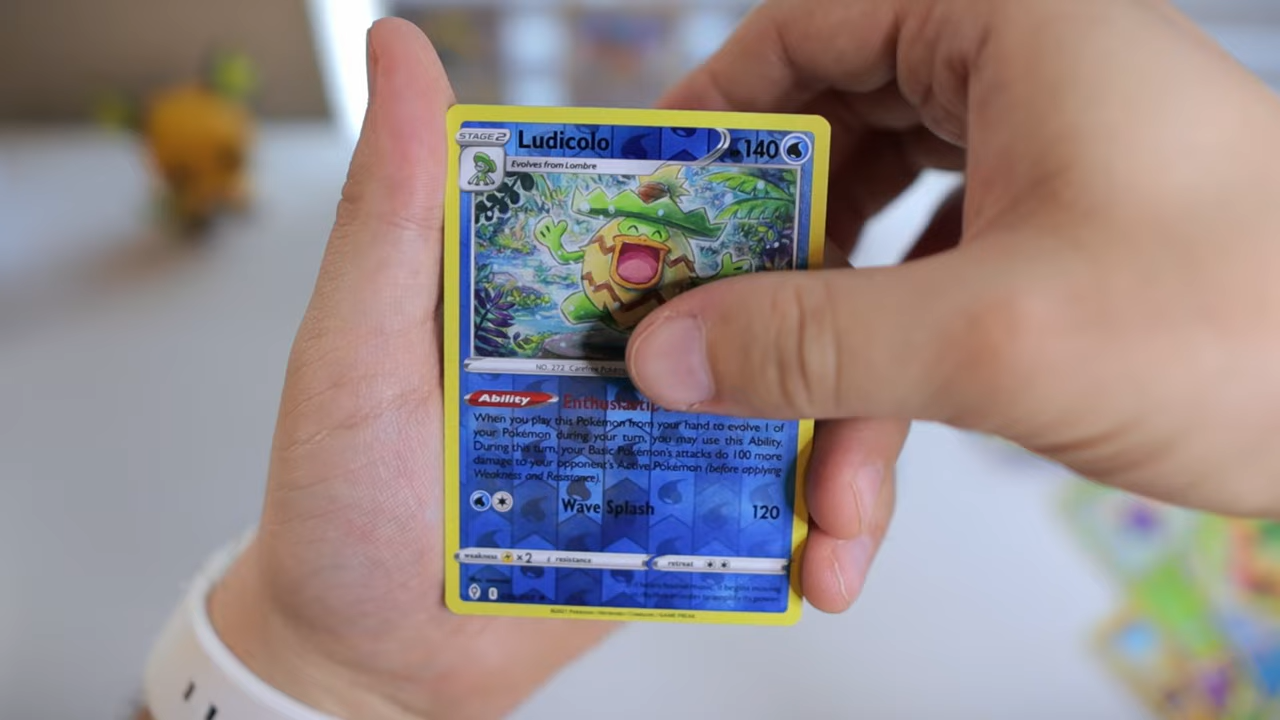 STAGE 2
Ludicolo
140
Evolves from Lombre
NO. 272 Carefree
Ability
When you play this Pokémon from your hand to evolve 1 of
your Pokémon during your turn, you may use this Ability.
During this turn, your Basic Pokémon's attacks do 100 more
damage to your opponent's Active Pokémon (before applying
Weakness and Resistance).
Wave Splash 120
weakness ×2 resistance retreat